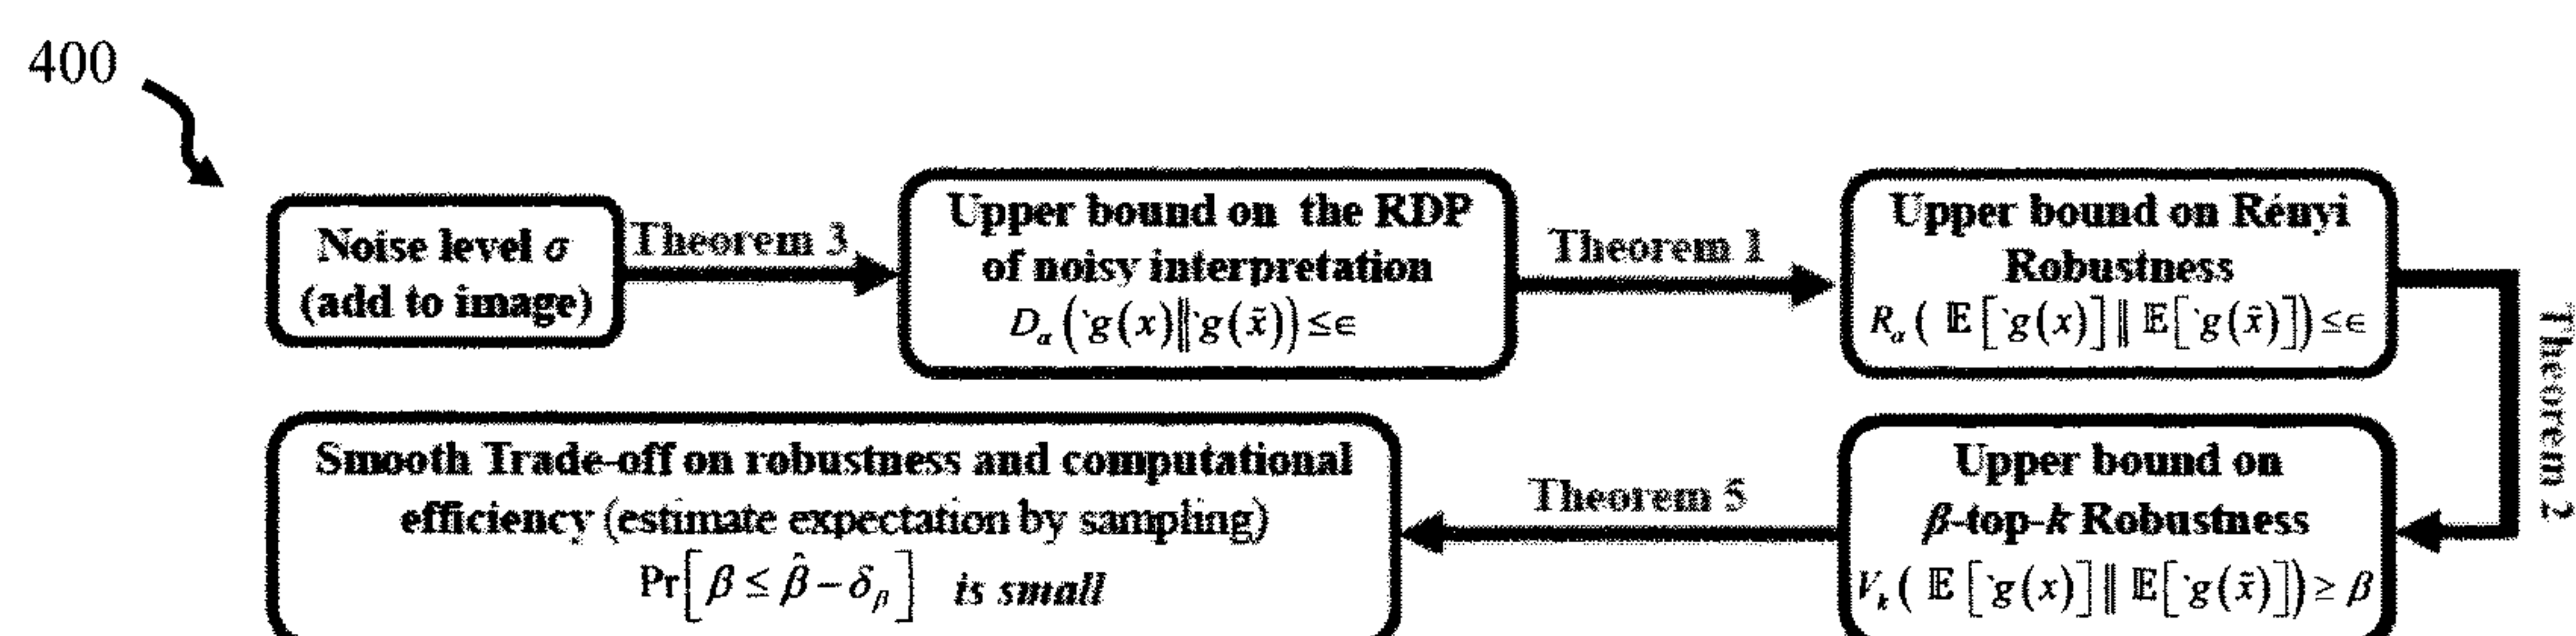 400
Noise level σ
(add to image)
Theorem 3
Upper bound on the RDP
of noisy interpretation
D_α (`g(x)‖`g(x̃)) ≤∈
Theorem 1
Upper bound on Rényi
Robustness
R_α ( 𝔼[`g(x)] ‖ 𝔼[`g(x̃)]) ≤∈
Theorem 2
Upper bound on
β-top-k Robustness
V_k ( 𝔼[`g(x)] ‖ 𝔼[`g(x̃)]) ≥ β
Theorem 5
Smooth Trade-off on robustness and computational
efficiency (estimate expectation by sampling)
Pr[ β ≤ β̂ − δ_β ] is small